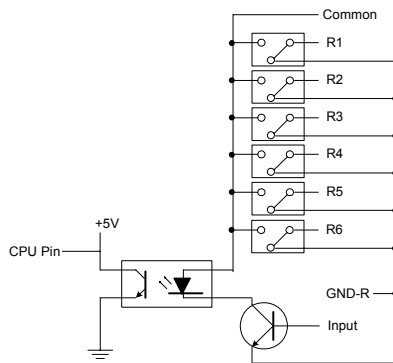 Common
R1
R2
R3
R4
R5
R6
+5V
CPU Pin
GND-R
Input